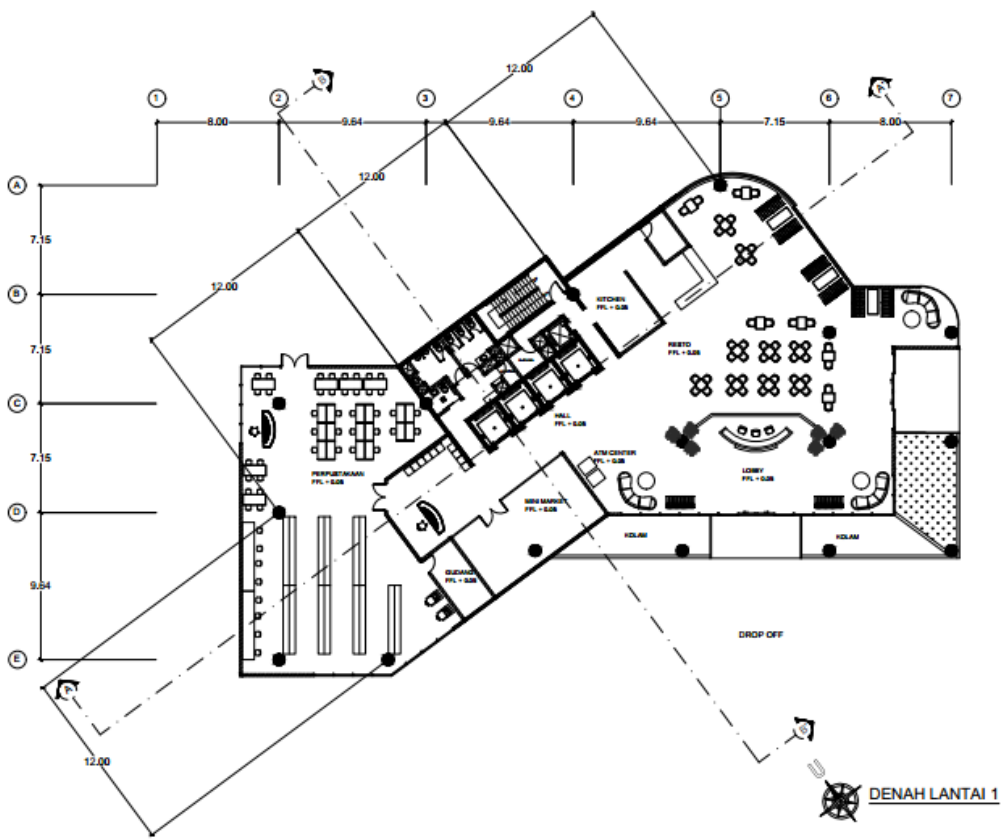 12.00
B
A'
1
2
3
4
5
6
7
8.00
9.64
9.64
9.64
7.15
8.00
A
7.15
12.00
B
12.00
KITCHEN
FFL + 0.05
7.15
RESTO
FFL + 0.05
C
HALL
FFL + 0.05
7.15
ATM CENTER
FFL + 0.05
PERPUSTAKAAN
FFL + 0.05
LOBBY
FFL + 0.05
MINI MARKET
FFL + 0.05
D
KOLAM
KOLAM
GUDANG
FFL + 0.05
9.64
DROP OFF
E
A
B'
12.00
U
DENAH LANTAI 1